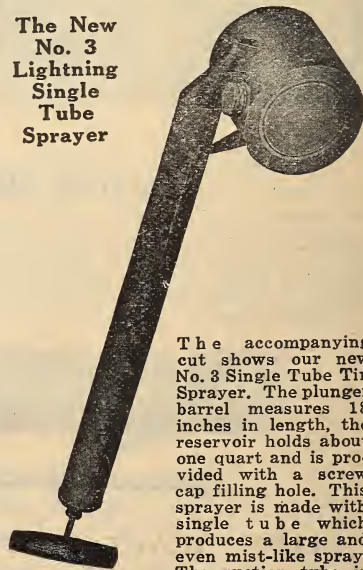 The New
No. 3
Lightning
Single
Tube
Sprayer
The accompanying
cut shows our new
No. 3 Single Tube
Sprayer. The plunger
barrel measures
inches in length, the
reservoir holds about
one quart and is pro-
vided with a screw
cap filling hole. This
sprayer is made with
single tube which
produces a large and
even mist-like spray